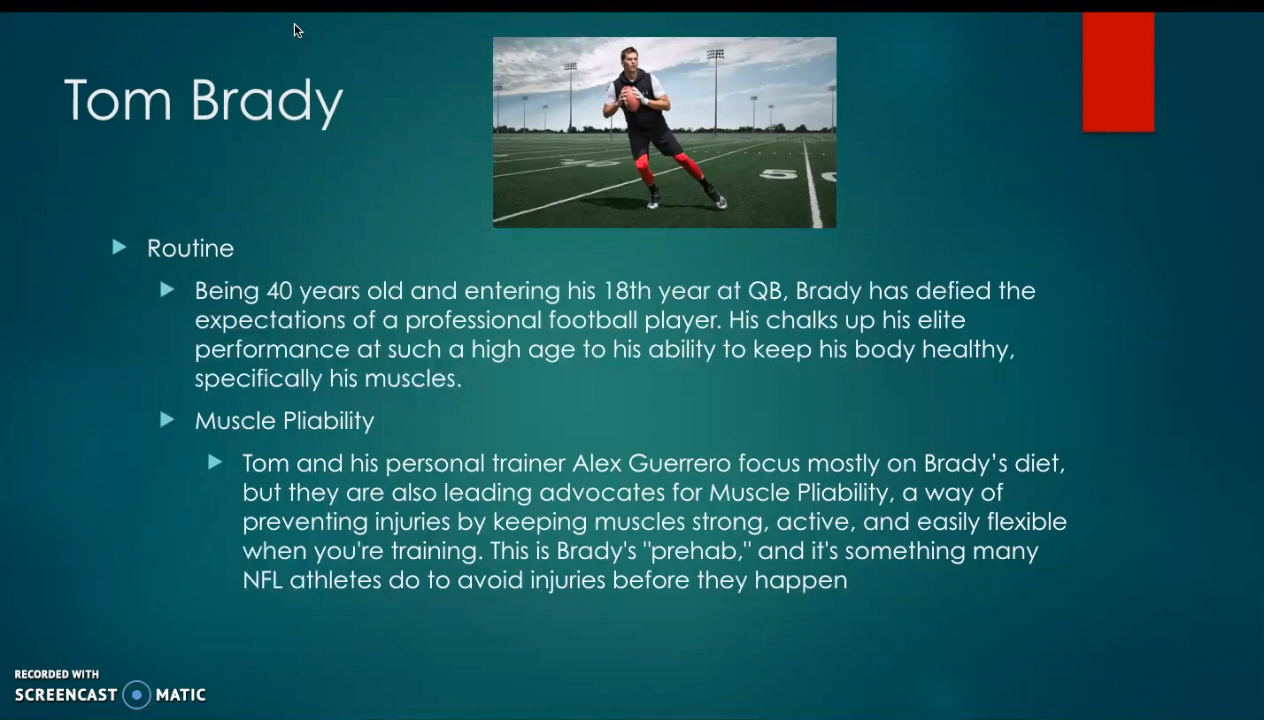 Tom Brady
5 0
Routine
Being 40 years old and entering his 18th year at QB, Brady has defied the
expectations of a professional football player. His chalks up his elite
performance at such a high age to his ability to keep his body healthy,
specifically his muscles.
Muscle Pliability
Tom and his personal trainer Alex Guerrero focus mostly on Brady’s diet,
but they are also leading advocates for Muscle Pliability, a way of
preventing injuries by keeping muscles strong, active, and easily flexible
when you're training. This is Brady's "prehab," and it's something many
NFL athletes do to avoid injuries before they happen
RECORDED WITH
SCREENCAST MATIC